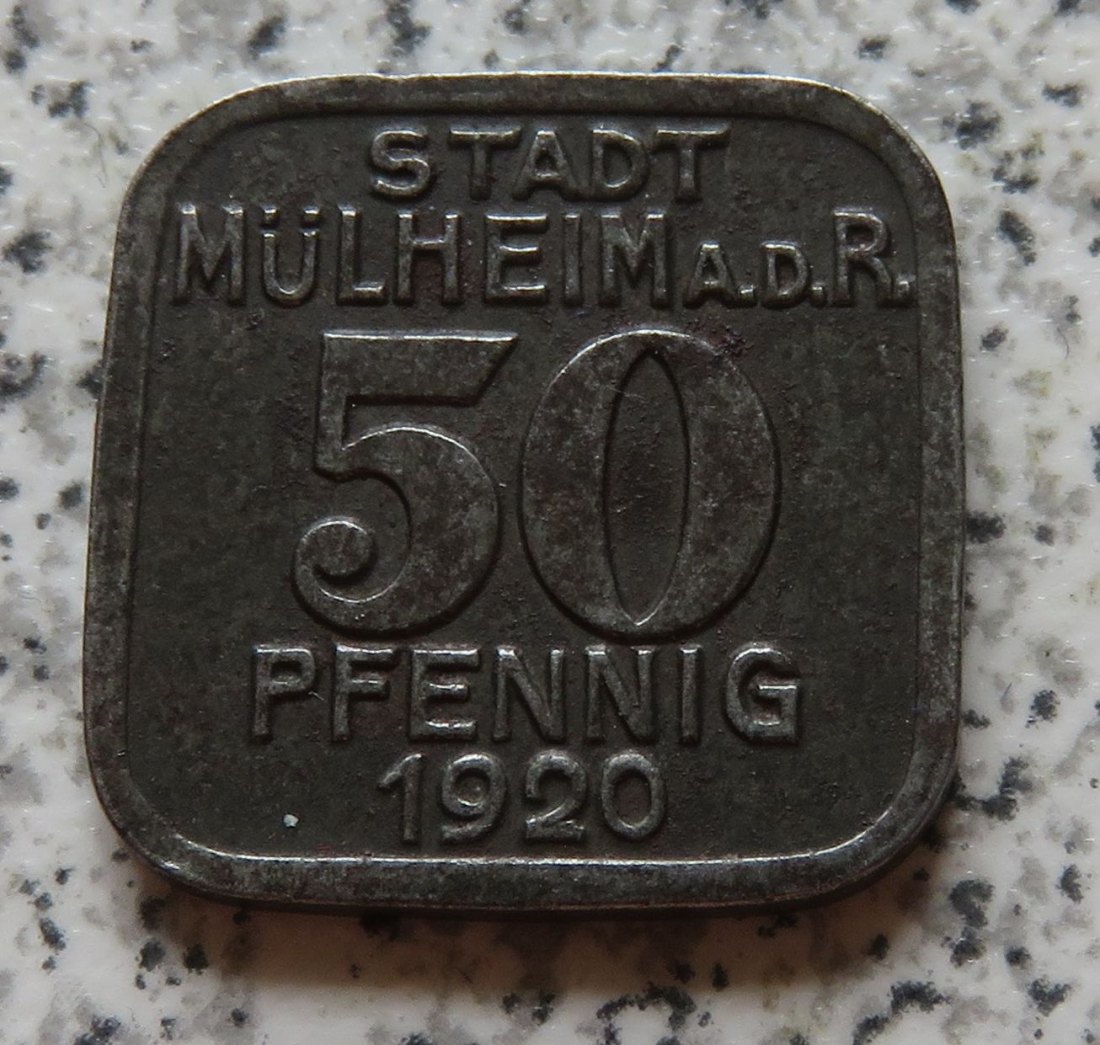 STADT
MÜLHEIM A.D.R.
50
PFENNIG
1920